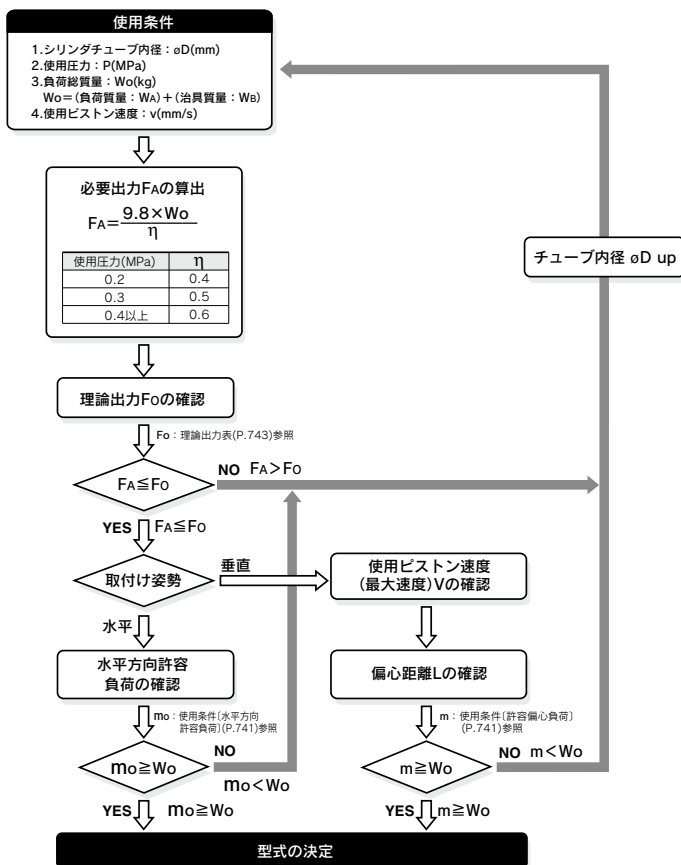 使用条件
1.シリンダチューブ内径：øD(mm)
2.使用圧力：P(MPa)
3.負荷総質量：Wo(kg)
Wo＝(負荷質量：WA)＋(治具質量：WB)
4.使用ピストン速度：v(mm/s)
必要出力FAの算出
FA＝9.8×Wo
η
使用圧力(MPa) η
0.2 0.4
0.3 0.5
0.4以上 0.6
チューブ内径 øD up
理論出力Foの確認
Fo：理論出力表(P.743)参照
FA≦Fo
NO FA＞Fo
YES FA≦Fo
取付け姿勢
垂直
使用ピストン速度
(最大速度)Vの確認
水平
水平方向許容
負荷の確認
偏心距離Lの確認
mo：使用条件〔水平方向
許容負荷〕(P.741)参照
m：使用条件〔許容偏心負荷〕
(P.741)参照
mo≧Wo
NO
mo＜Wo
m≧Wo
NO m＜Wo
YES mo≧Wo
YES m≧Wo
型式の決定